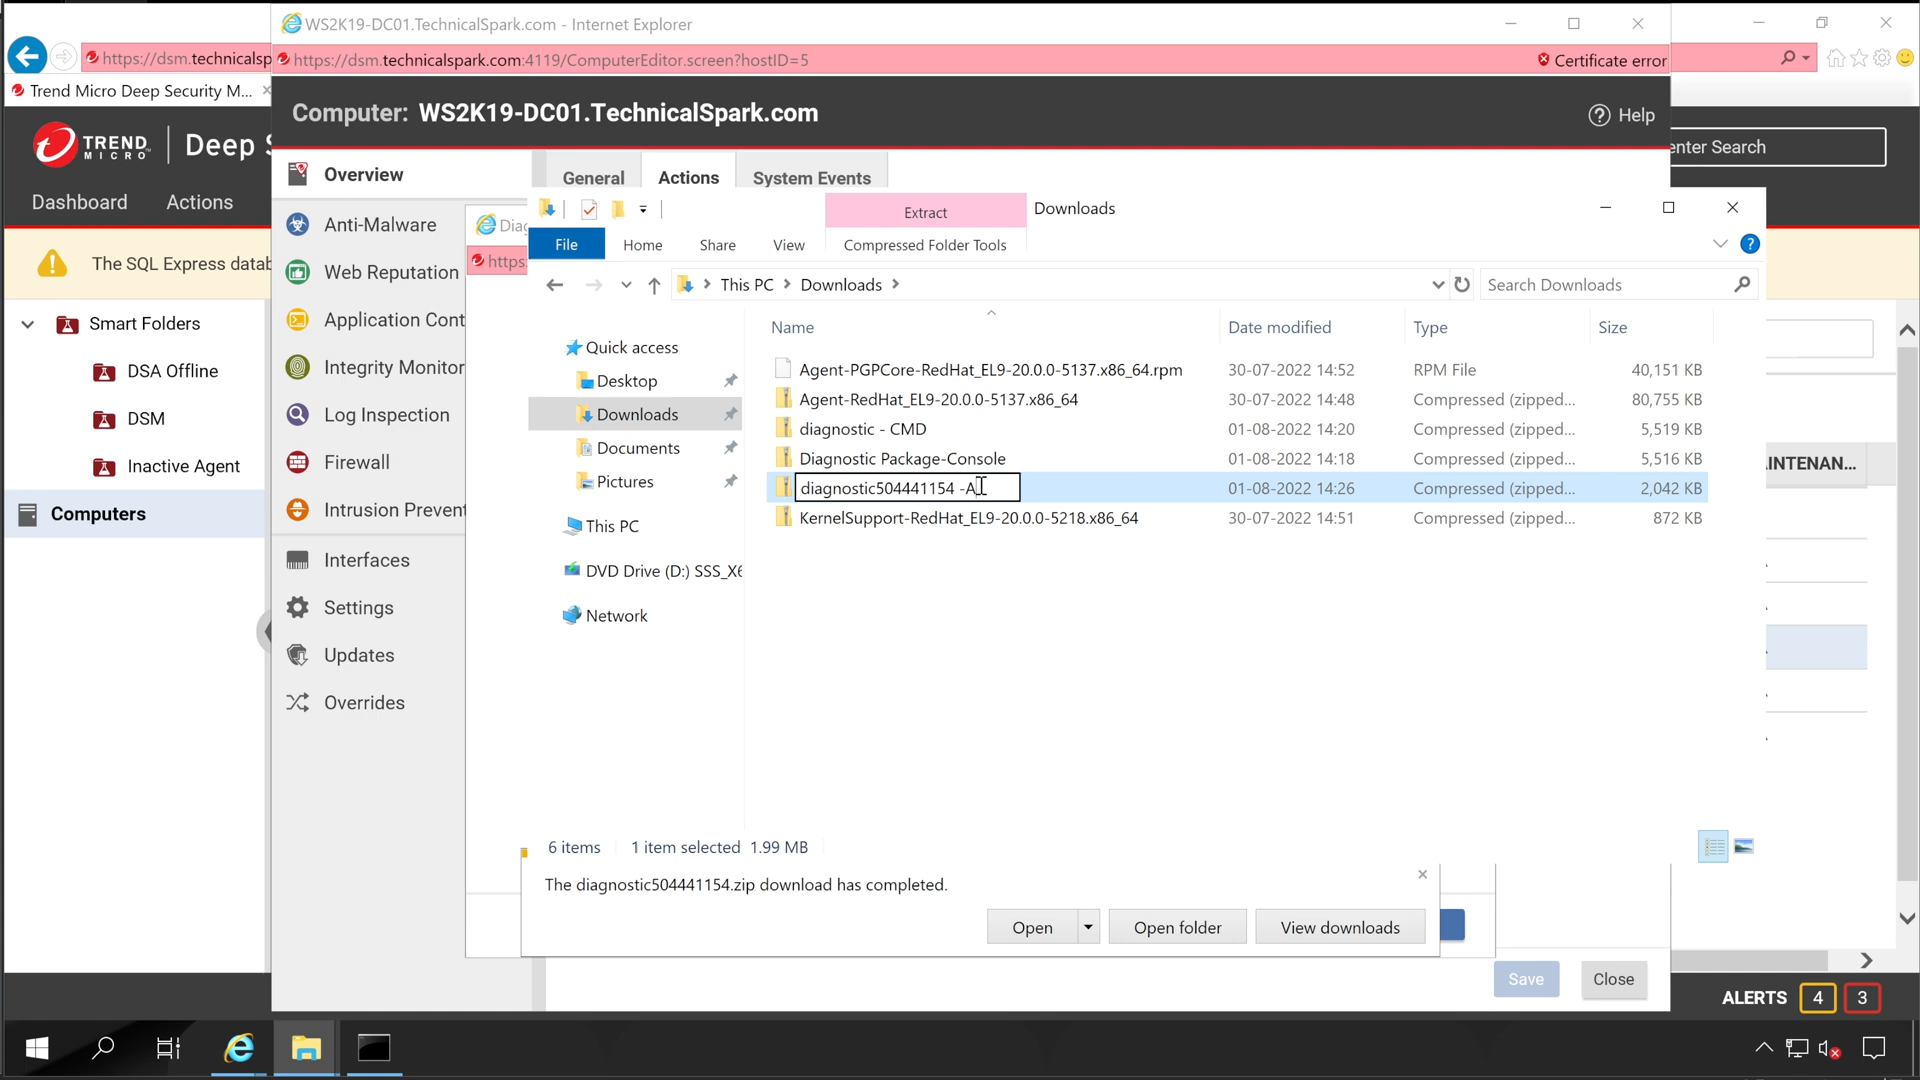 WS2K19-DC01.TechnicalSpark.com - Internet Explorer
https://dsm.technicalsp
https://dsm.technicalspark.com:4119/ComputerEditor.screen?hostID=5
Certificate error
Trend Micro Deep Security M...
Computer: WS2K19-DC01.TechnicalSpark.com
Help
TREND MICRO
Deep S
enter Search
Dashboard
Actions
The SQL Express datab
Smart Folders
DSA Offline
DSM
Inactive Agent
Computers
Overview
Anti-Malware
Web Reputation
Application Cont
Integrity Monitor
Log Inspection
Firewall
Intrusion Prevent
Interfaces
Settings
Updates
Overrides
General
Actions
System Events
Diag
https:
Extract
Downloads
File
Home
Share
View
Compressed Folder Tools
This PC
Downloads
Search Downloads
Quick access
Desktop
Downloads
Documents
Pictures
This PC
DVD Drive (D:) SSS_X6
Network
Name Date modified Type Size
Agent-PGPCore-RedHat_EL9-20.0.0-5137.x86_64.rpm 30-07-2022 14:52 RPM File 40,151 KB
Agent-RedHat_EL9-20.0.0-5137.x86_64 30-07-2022 14:48 Compressed (zipped... 80,755 KB
diagnostic - CMD 01-08-2022 14:20 Compressed (zipped... 5,519 KB
Diagnostic Package-Console 01-08-2022 14:18 Compressed (zipped... 5,516 KB
diagnostic504441154 -A 01-08-2022 14:26 Compressed (zipped... 2,042 KB
KernelSupport-RedHat_EL9-20.0.0-5218.x86_64 30-07-2022 14:51 Compressed (zipped... 872 KB
6 items 1 item selected 1.99 MB
The diagnostic504441154.zip download has completed.
Open
Open folder
View downloads
INTENAN...
Save
Close
ALERTS 4 3